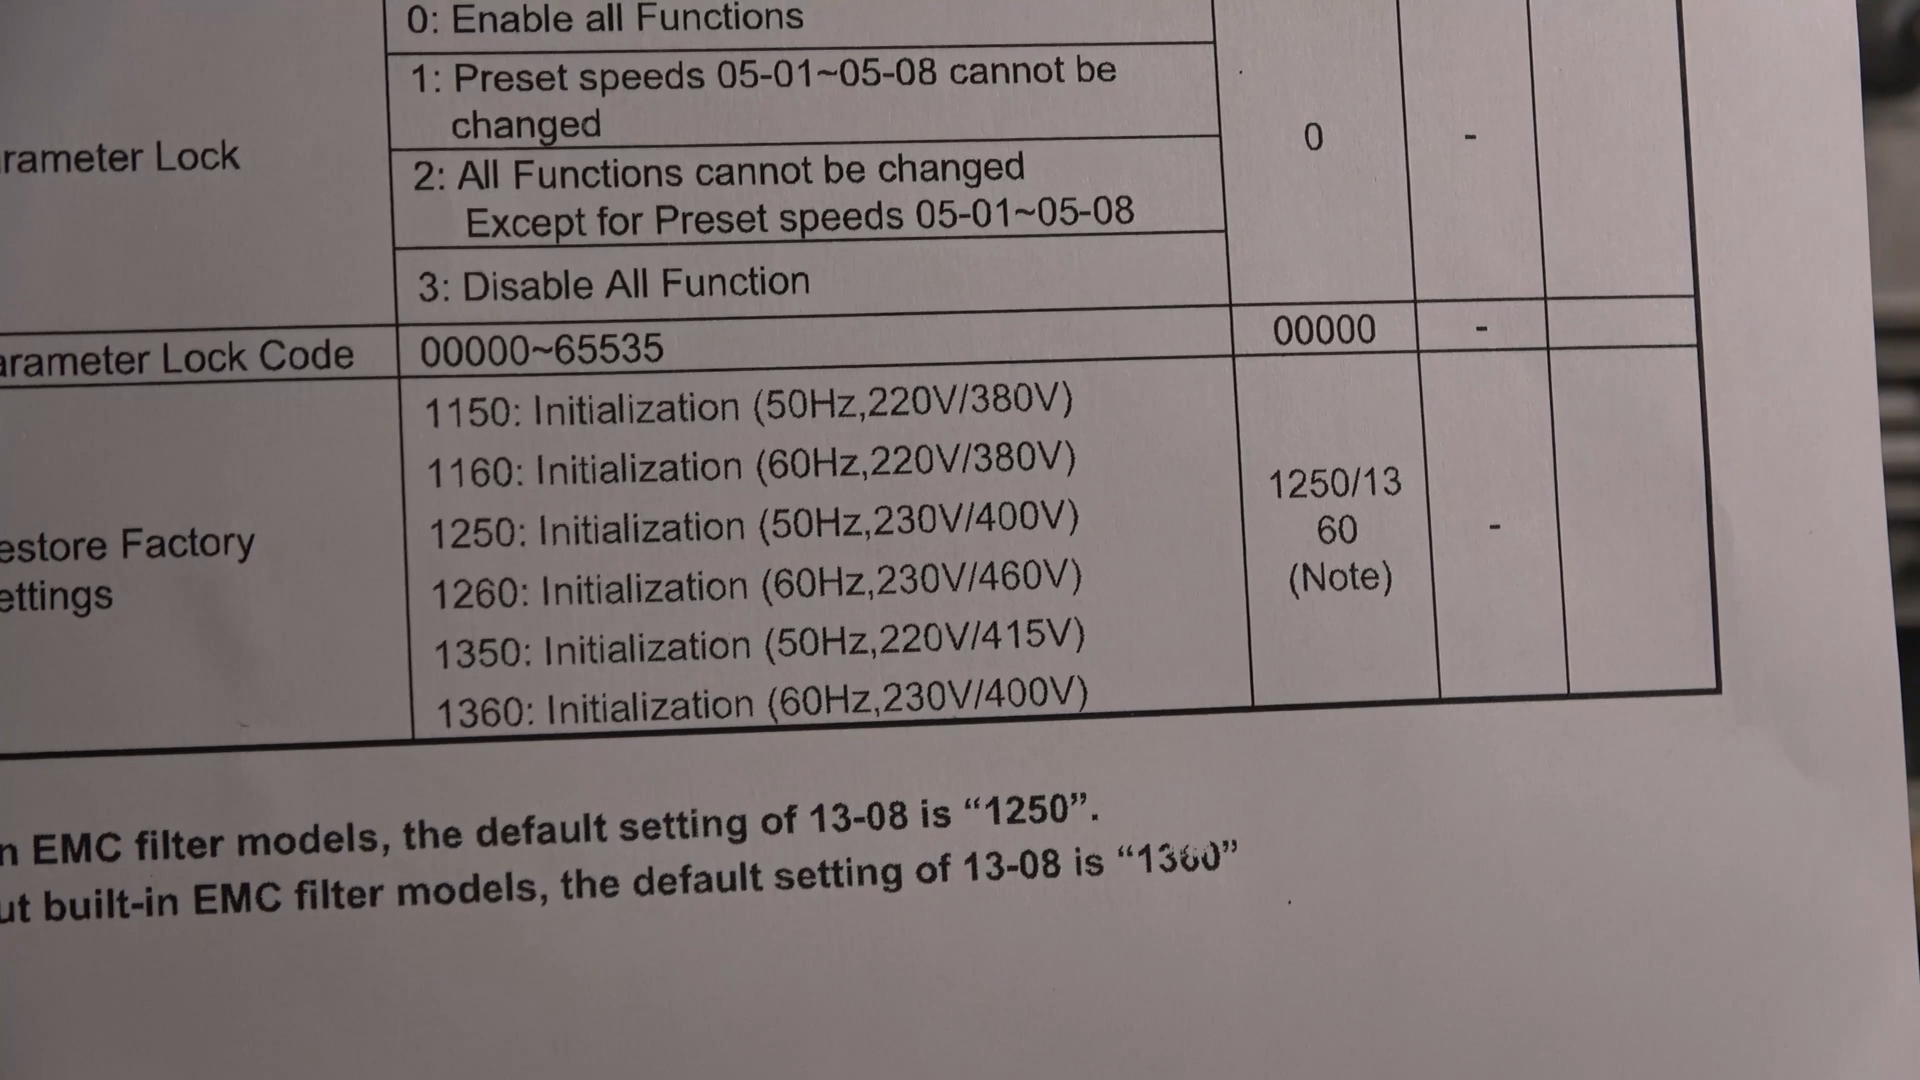 0: Enable all Functions
1: Preset speeds 05-01~05-08 cannot be
changed
rameter Lock
0
-
2: All Functions cannot be changed
Except for Preset speeds 05-01~05-08
3: Disable All Function
arameter Lock Code
00000~65535
00000
-
1150: Initialization (50Hz,220V/380V)
1160: Initialization (60Hz,220V/380V)
estore Factory
ettings
1250: Initialization (50Hz,230V/400V)
1260: Initialization (60Hz,230V/460V)
1350: Initialization (50Hz,220V/415V)
1360: Initialization (60Hz,230V/400V)
1250/13
60
(Note)
-
n EMC filter models, the default setting of 13-08 is “1250”.
ut built-in EMC filter models, the default setting of 13-08 is “1360”